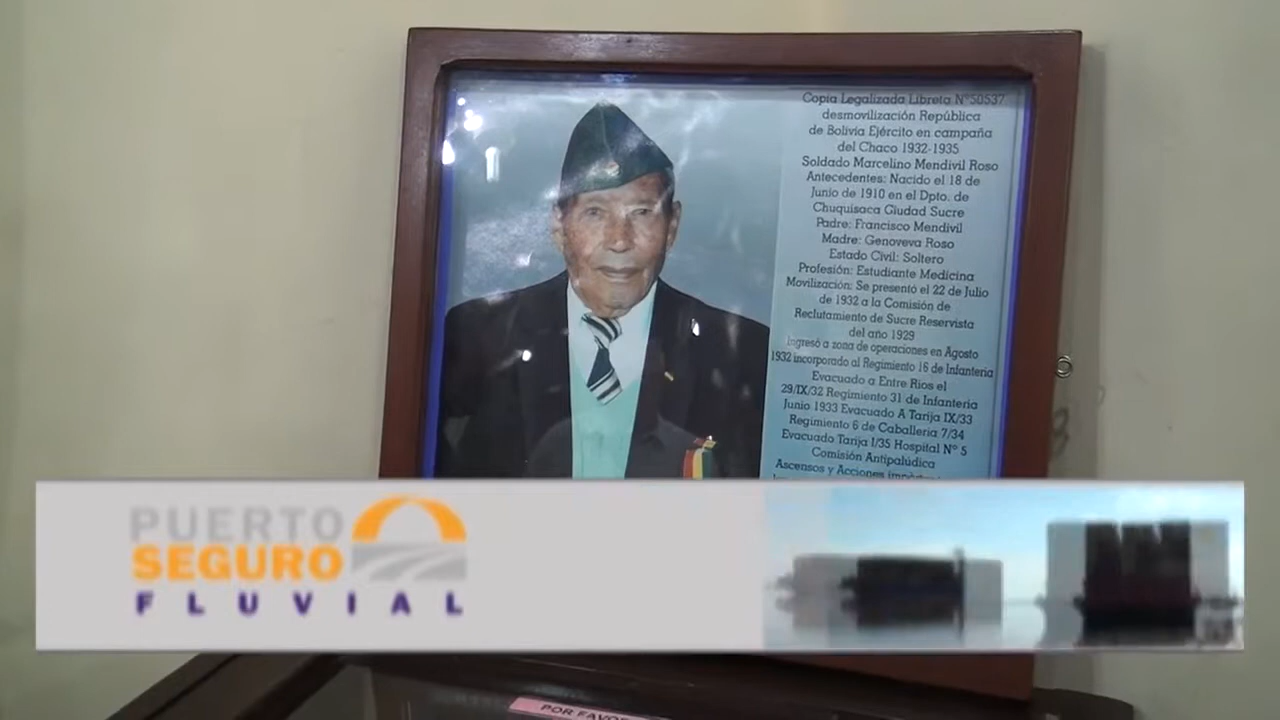 Copia Legalizada Libreta N°50537
desmovilización República
de Bolivia Ejército en campaña
del Chaco 1932-1935
Soldado Marcelino Mendivil Roso
Antecedentes: Nacido el 18 de
Junio de 1910 en el Dpto. de
Chuquisaca Ciudad Sucre
Padre: Francisco Mendivil
Madre: Genoveva Roso
Estado Civil: Soltero
Profesión: Estudiante Medicina
Movilización: Se presentó el 22 de Julio
de 1932 a la Comisión de
Reclutamiento de Sucre Reservista
del año 1929
Ingresó a zona de operaciones en Agosto
1932 incorporado al Regimiento 16 de Infanteria
Evacuado a Entre Rios el
29/IX/32 Regimiento 31 de Infanteria
Junio 1933 Evacuado A Tarija IX/33
Regimiento 6 de Caballeria 7/34
Evacuado Tarija I/35 Hospital N° 5
Comisión Antipalúdica
Ascensos y Acciones
PUERTO
SEGURO
FLUVIAL
POR FAVOR